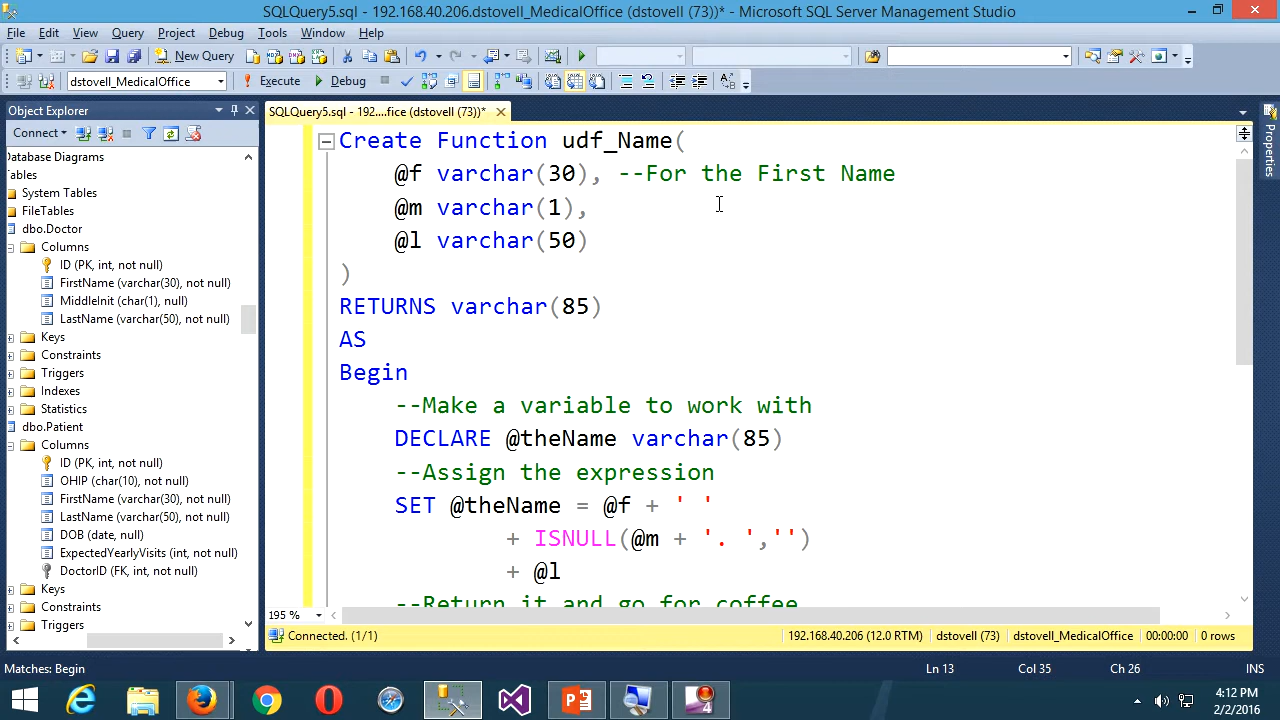 SQLQuery5.sql - 192.168.40.206.dstovell_MedicalOffice (dstovell (73))* - Microsoft SQL Server Management Studio
File Edit View Query Project Debug Tools Window Help
New Query
dstovell_MedicalOffice Execute Debug
Object Explorer
Connect
Database Diagrams
Tables
System Tables
FileTables
dbo.Doctor
Columns
ID (PK, int, not null)
FirstName (varchar(30), not null)
MiddleInit (char(1), null)
LastName (varchar(50), not null)
Keys
Constraints
Triggers
Indexes
Statistics
dbo.Patient
Columns
ID (PK, int, not null)
OHIP (char(10), not null)
FirstName (varchar(30), not null)
LastName (varchar(50), not null)
DOB (date, null)
ExpectedYearlyVisits (int, not null)
DoctorID (FK, int, not null)
Keys
Constraints
Triggers
SQLQuery5.sql - 192....fice (dstovell (73))*
Create Function udf_Name(
@f varchar(30), --For the First Name
@m varchar(1),
@l varchar(50)
)
RETURNS varchar(85)
AS
Begin
--Make a variable to work with
DECLARE @theName varchar(85)
--Assign the expression
SET @theName = @f + ' '
+ ISNULL(@m + '. ','')
+ @l
--Return it and go for coffee
195 %
Connected. (1/1) 192.168.40.206 (12.0 RTM) dstovell (73) dstovell_MedicalOffice 00:00:00 0 rows
Properties
Matches: Begin Ln 13 Col 35 Ch 26 INS
4:12 PM
2/2/2016